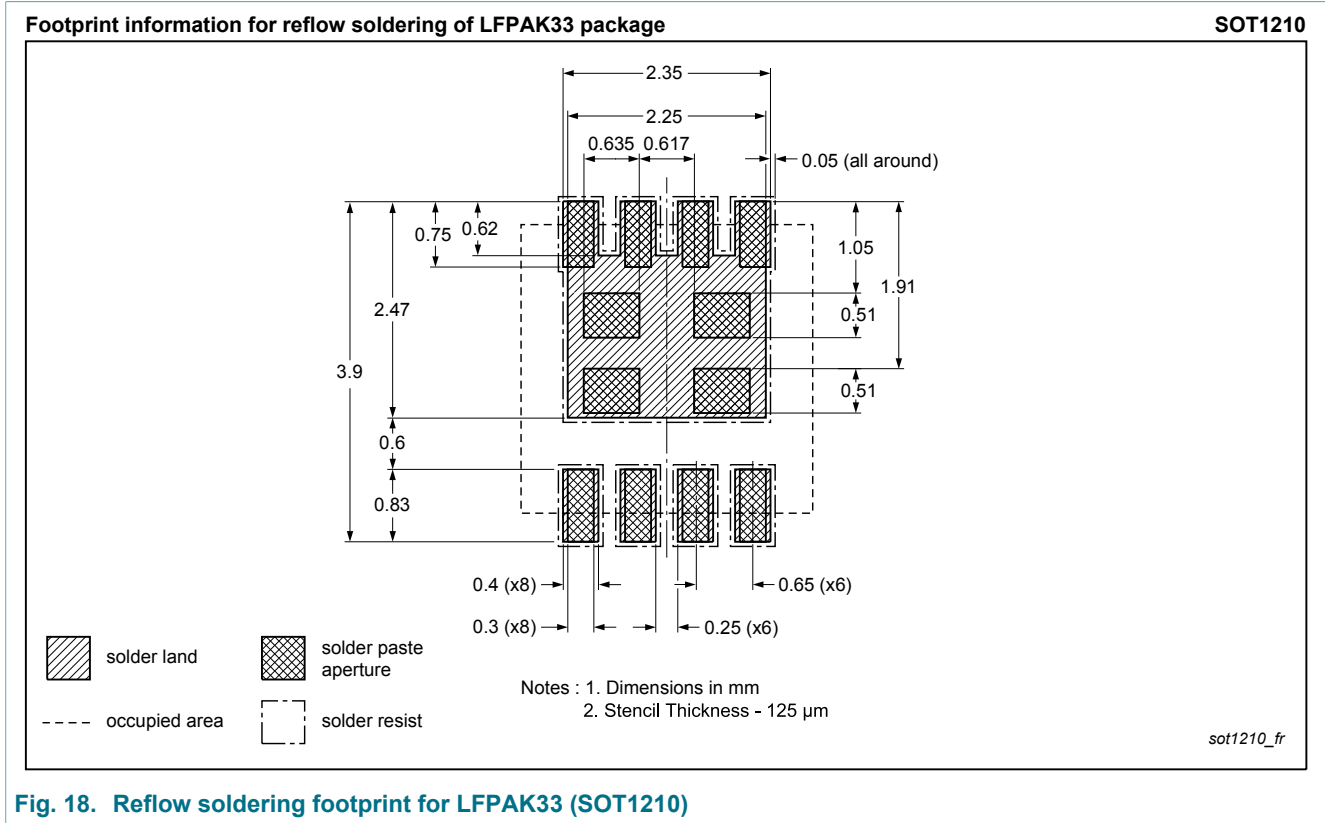 Footprint information for reflow soldering of LFPAK33 package SOT1210
2.35
2.25
0.635 0.617
0.05 (all around)
0.75
0.62
1.05
1.91
2.47
0.51
3.9
0.51
0.6
0.83
0.4 (x8)
0.65 (x6)
0.3 (x8)
0.25 (x6)
solder land
solder paste
aperture
occupied area
solder resist
Notes : 1. Dimensions in mm
2. Stencil Thickness - 125 μm
sot1210_fr
Fig. 18. Reflow soldering footprint for LFPAK33 (SOT1210)